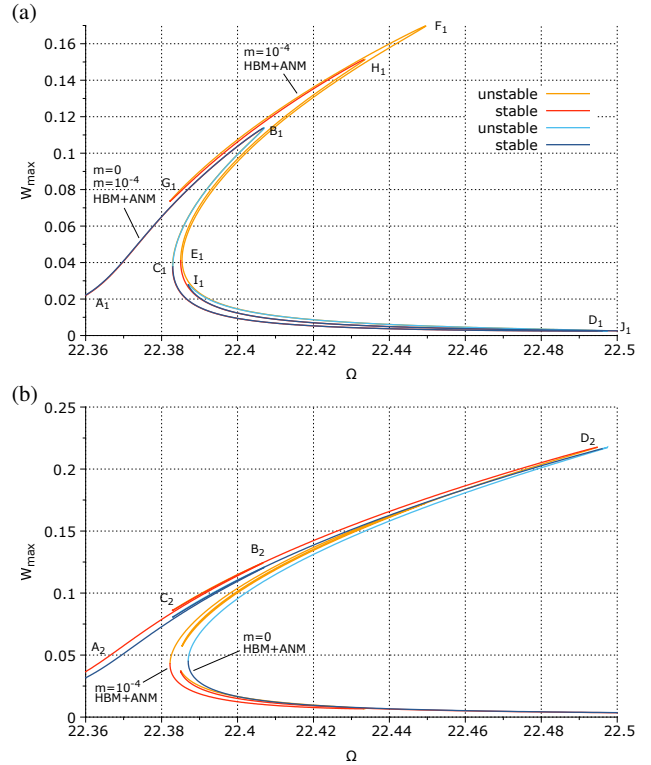 (a)
0.16
0.14
0.12
0.1
0.08
0.06
0.04
0.02
0
W_max
F₁
m=10⁻⁴
HBM+ANM
H₁
unstable
stable
unstable
stable
B₁
G₁
m=0
m=10⁻⁴
HBM+ANM
E₁
C₁
I₁
A₁
D₁
J₁
22.36
22.38
22.4
22.42
22.44
22.46
22.48
22.5
Ω
(b)
0.25
0.2
0.15
0.1
0.05
0
W_max
D₂
B₂
C₂
A₂
m=0
HBM+ANM
m=10⁻⁴
HBM+ANM
22.36
22.38
22.4
22.42
22.44
22.46
22.48
22.5
Ω